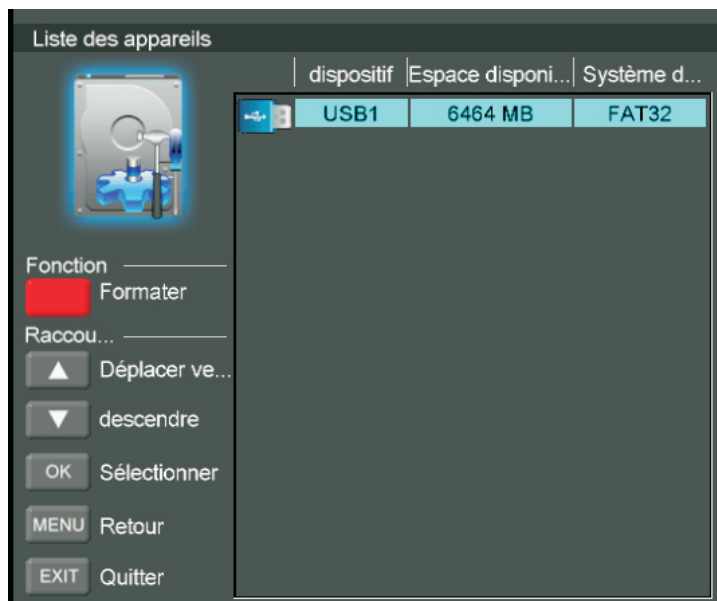 Liste des appareils
dispositif Espace disponi... Système d...
USB1 6464 MB FAT32
Fonction
Formater
Raccou...
Déplacer ve...
descendre
OK Sélectionner
MENU Retour
EXIT Quitter